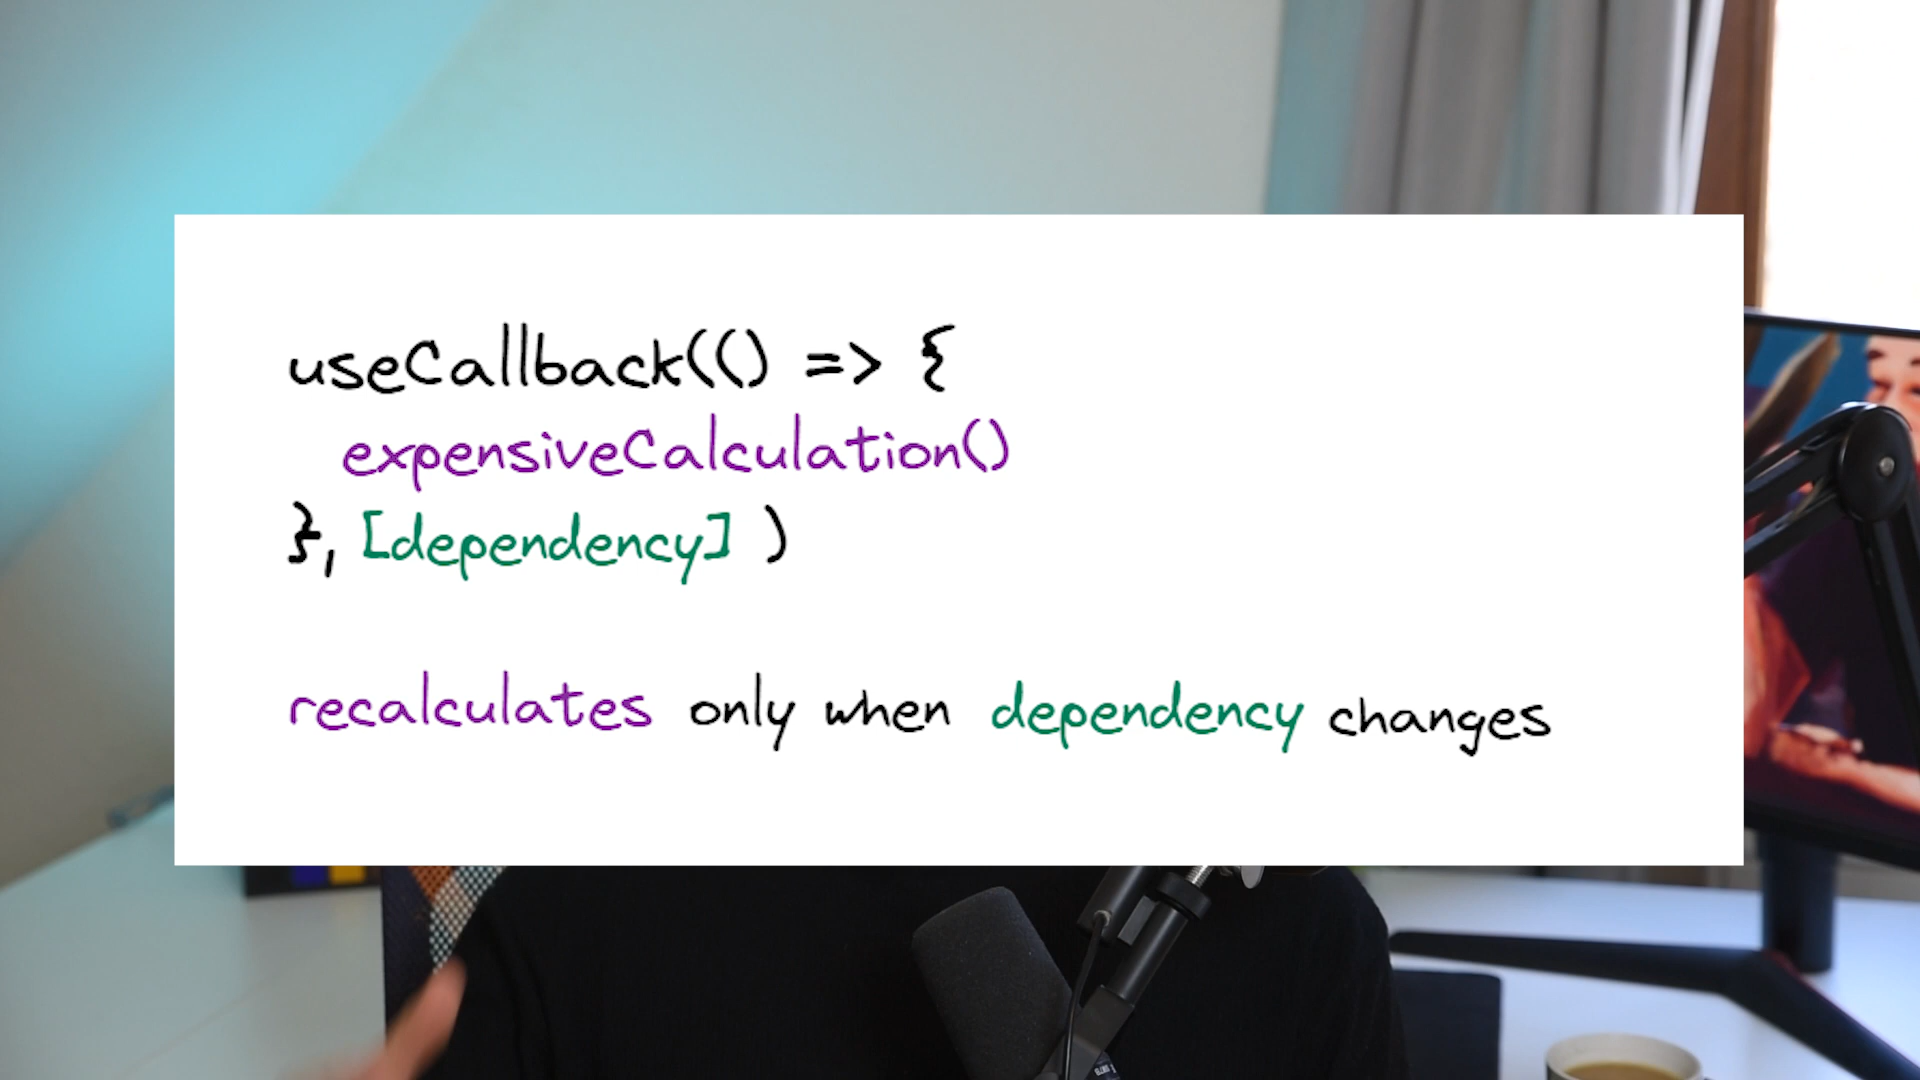 useCallback(() => {
expensiveCalculation()
}, [dependency] )
recalculates only when dependency changes